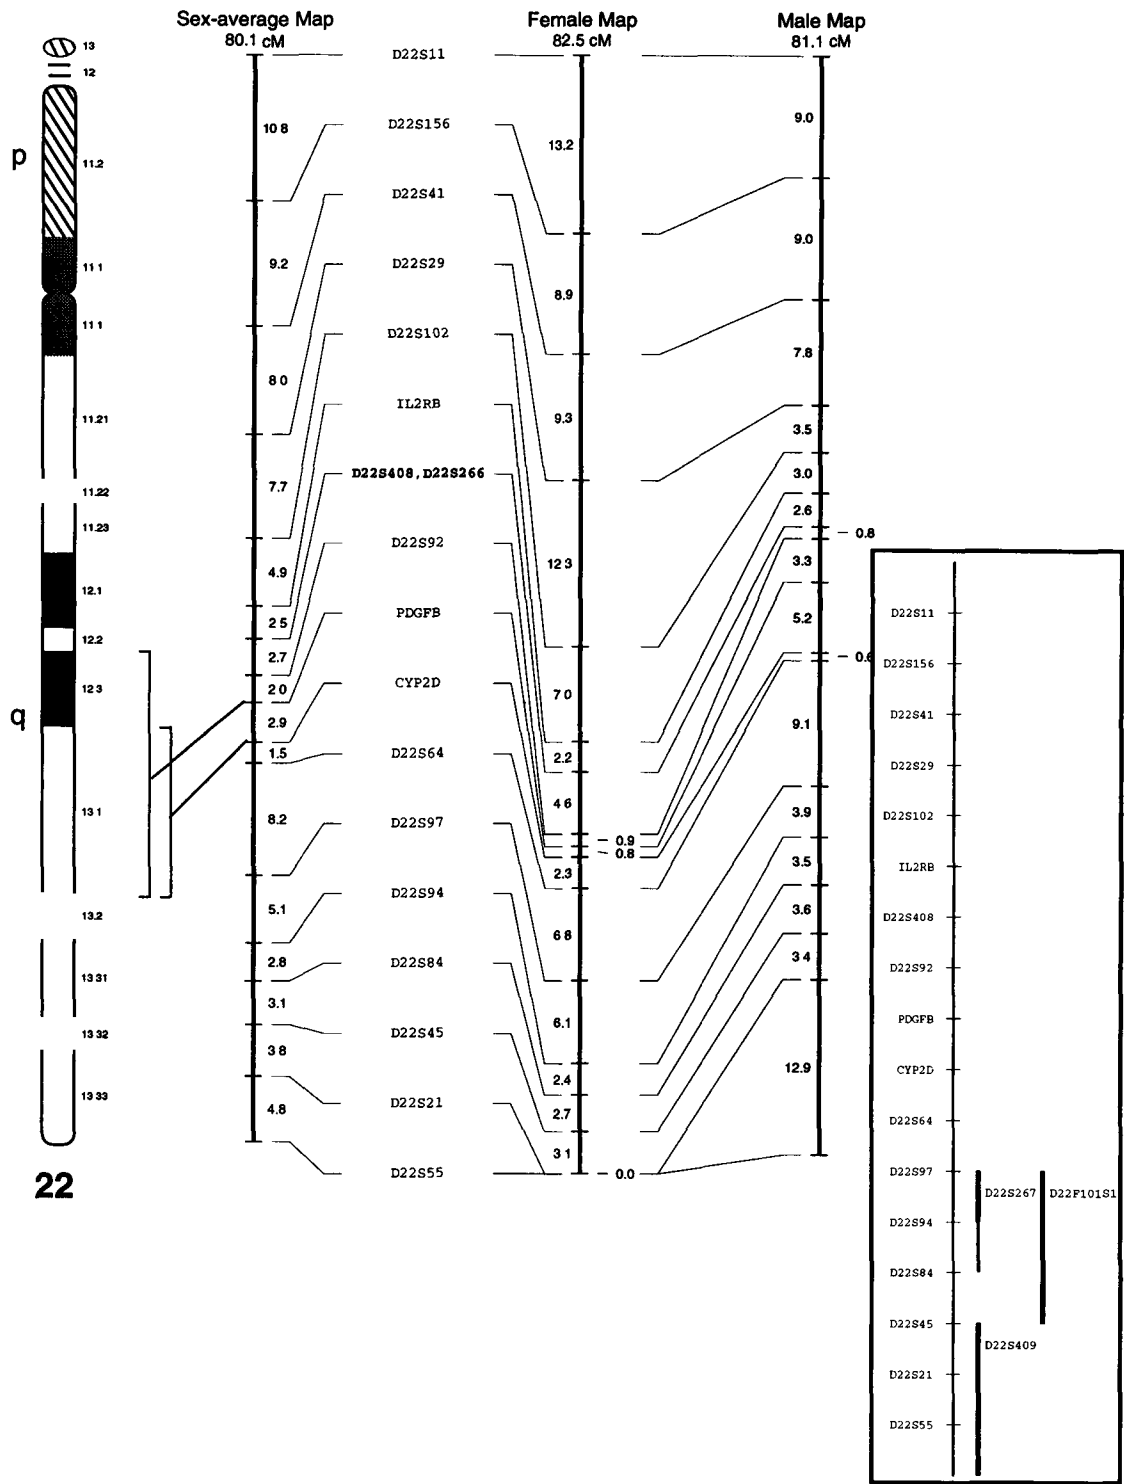 Sex-average Map
80.1 cM
Female Map
82.5 cM
Male Map
81.1 cM
13
12
p
11.2
11 1
11 1
11.21
11.22
11.23
12.1
12.2
12 3
q
13 1
13.2
13 31
13 32
13 33
22
10 8
9.2
8 0
7.7
4.9
2 5
2.7
2 0
2.9
1.5
8.2
5.1
2.8
3.1
3 8
4.8
D22S11
D22S156
D22S41
D22S29
D22S102
IL2RB
D22S408, D22S266
D22S92
PDGFB
CYP2D
D22S64
D22S97
D22S94
D22S84
D22S45
D22S21
D22S55
13.2
8.9
9.3
12 3
7 0
2.2
4 6
0.9
0.8
2.3
6 8
6.1
2.4
2.7
3 1
0.0
9.0
9.0
7.8
3.5
3.0
2.6
0.8
3.3
5.2
0.6
9.1
3.9
3.5
3.6
3 4
12.9
D22S11
D22S156
D22S41
D22S29
D22S102
IL2RB
D22S408
D22S92
PDGFB
CYP2D
D22S64
D22S97
D22S267 D22F101S1
D22S94
D22S84
D22S45
D22S409
D22S21
D22S55